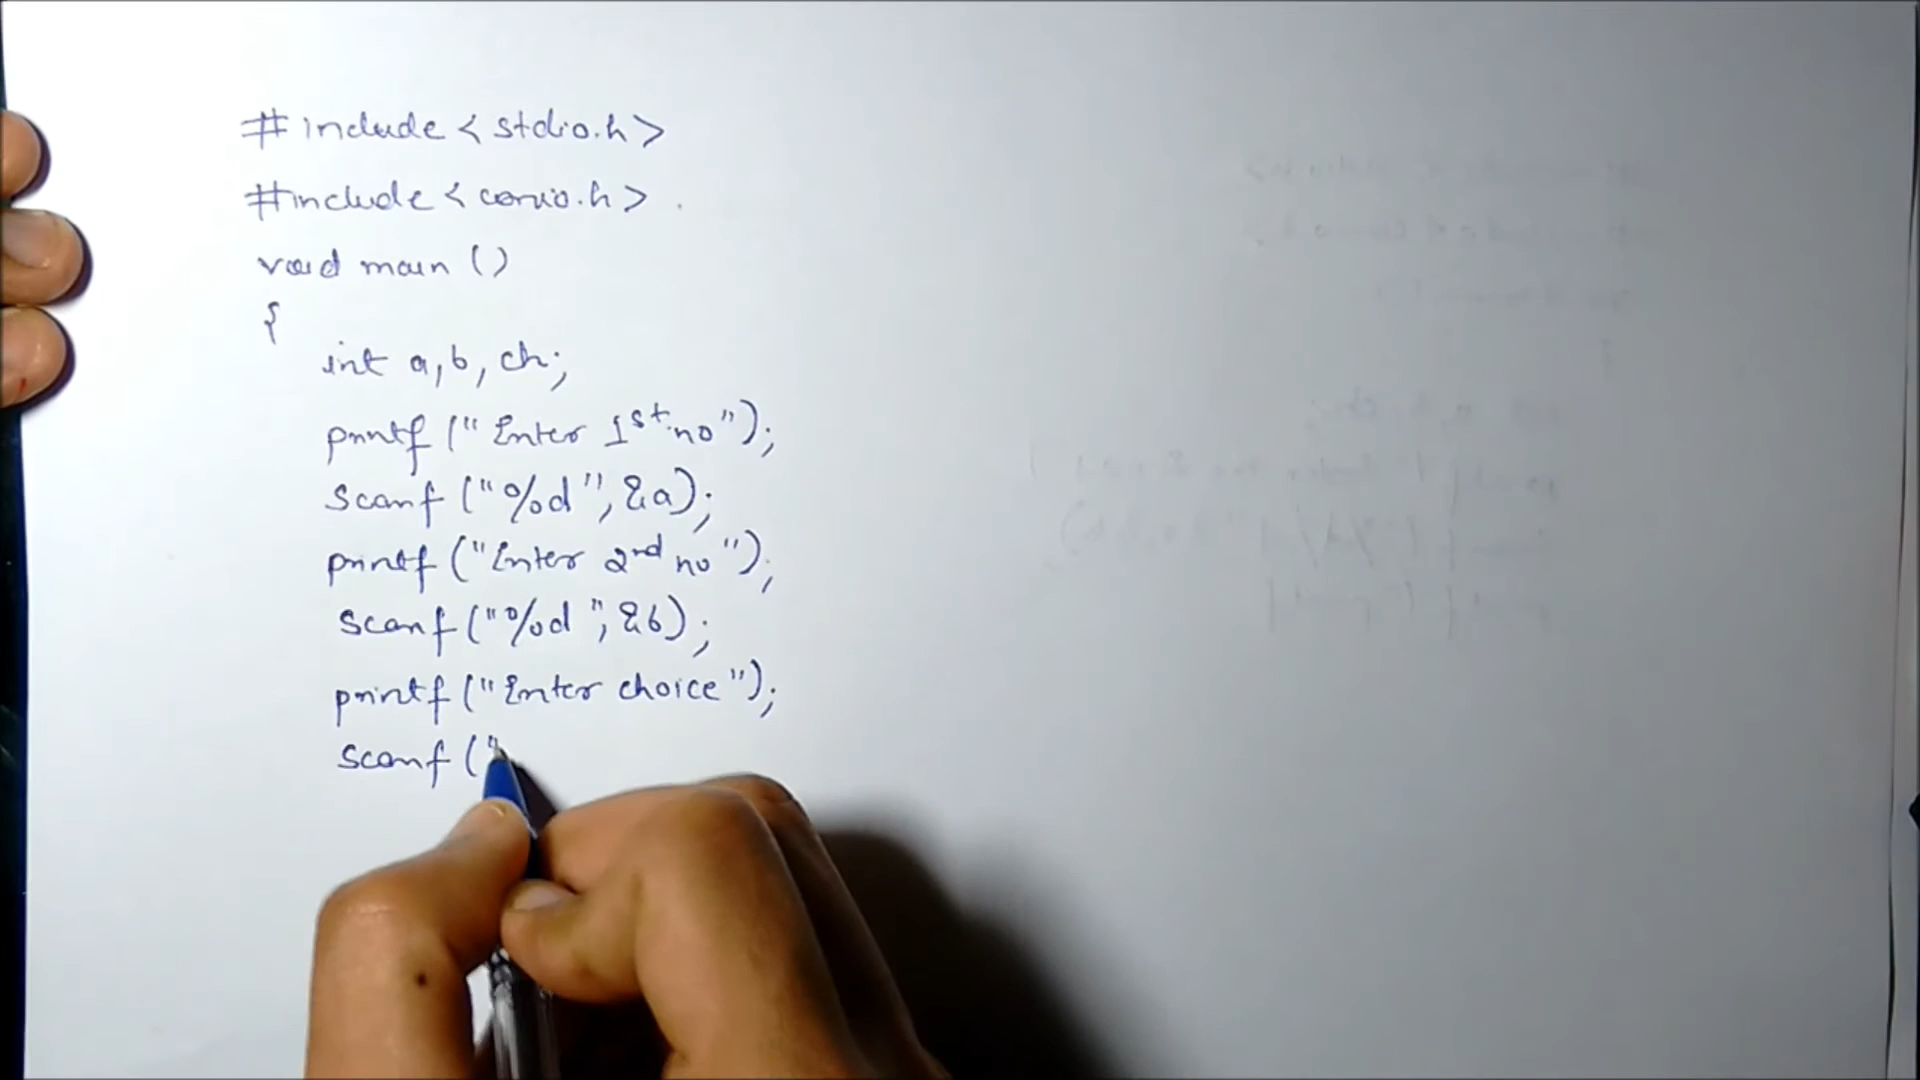 #include<stdio.h>
#include<conio.h>
void main ()
{
int a,b, ch;
printf ("Enter 1st no");
scanf ("%d", &a);
printf ("Enter 2nd no");
scanf ("%d", &b);
printf ("Enter choice");
scanf ("